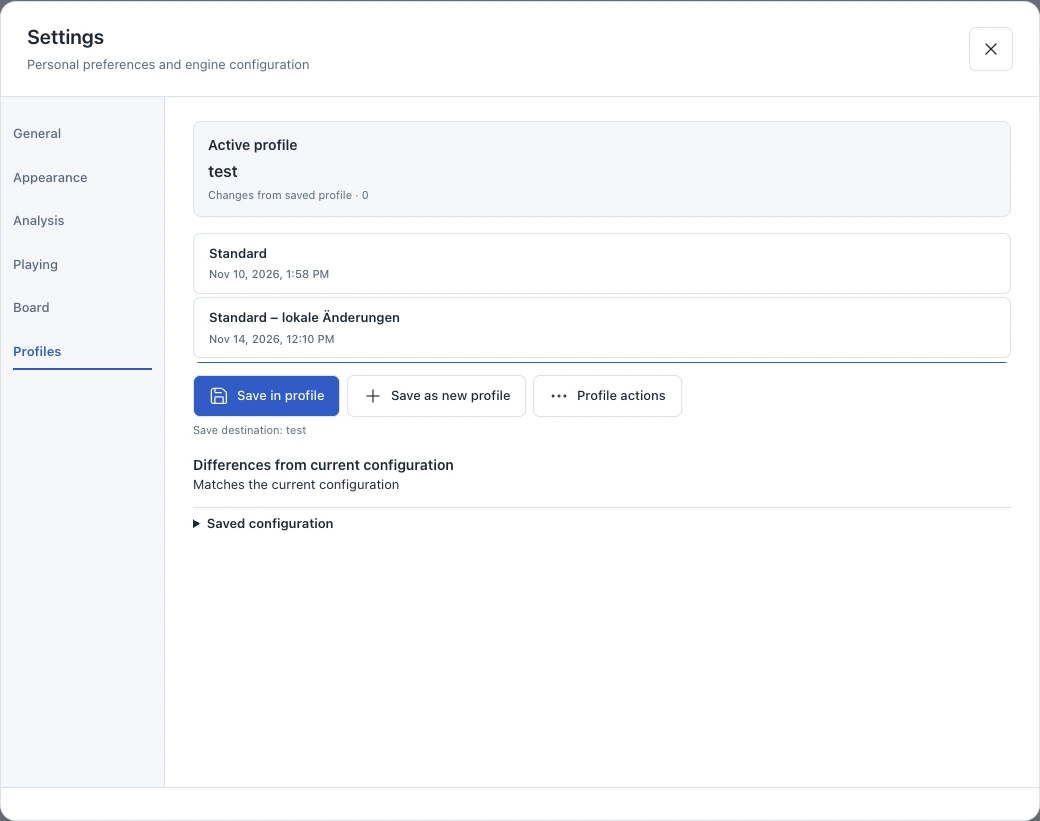 Settings
Personal preferences and engine configuration
General
Appearance
Analysis
Playing
Board
Profiles
Active profile
test
Changes from saved profile · 0
Standard
Nov 10, 2026, 1:58 PM
Standard – lokale Änderungen
Nov 14, 2026, 12:10 PM
Save in profile
Save as new profile
Profile actions
Save destination: test
Differences from current configuration
Matches the current configuration
Saved configuration